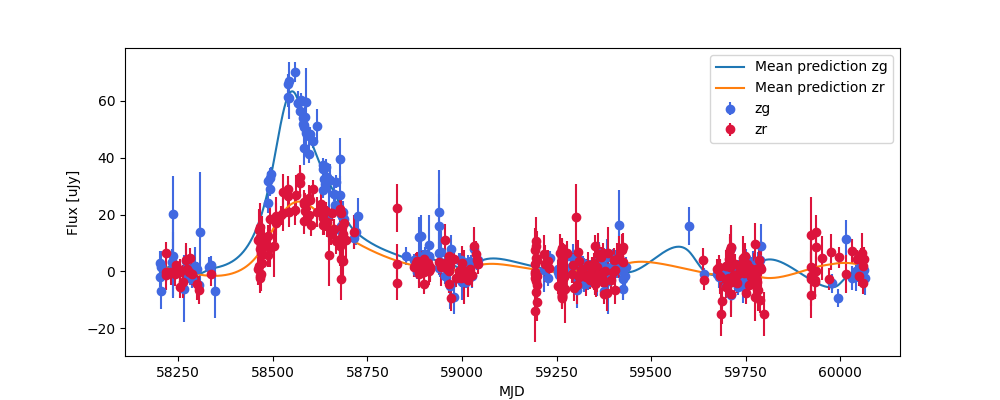 Mean prediction zg
Mean prediction zr
zg
zr
60
40
20
0
−20
Flux [uJy]
58250 58500 58750 59000 59250 59500 59750 60000
MJD